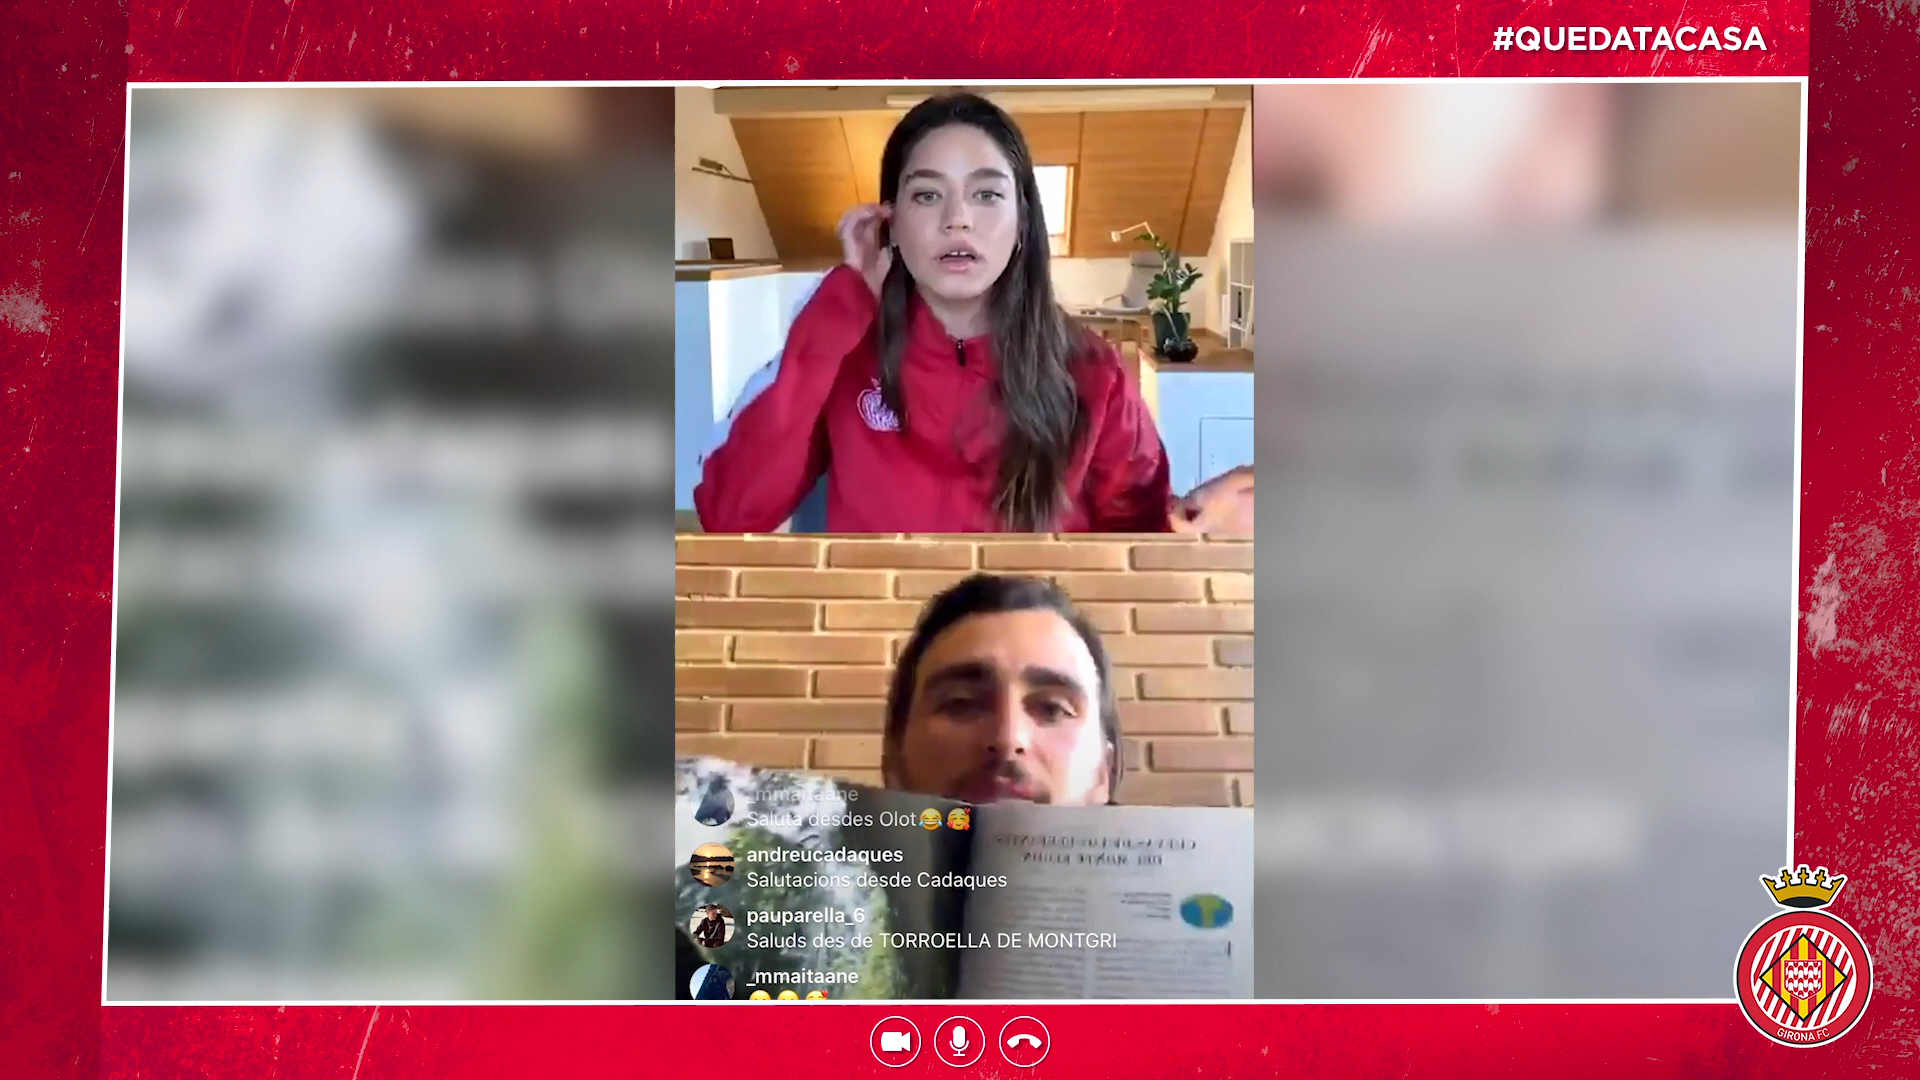 #QUEDATACASA
_mmaitaane
Saluta desdes Olot😂🥰
andreucadaques
Salutacions desde Cadaques
pauparella_6
Saluds des de TORROELLA DE MONTGRI
_mmaitaane
GIRONA FC